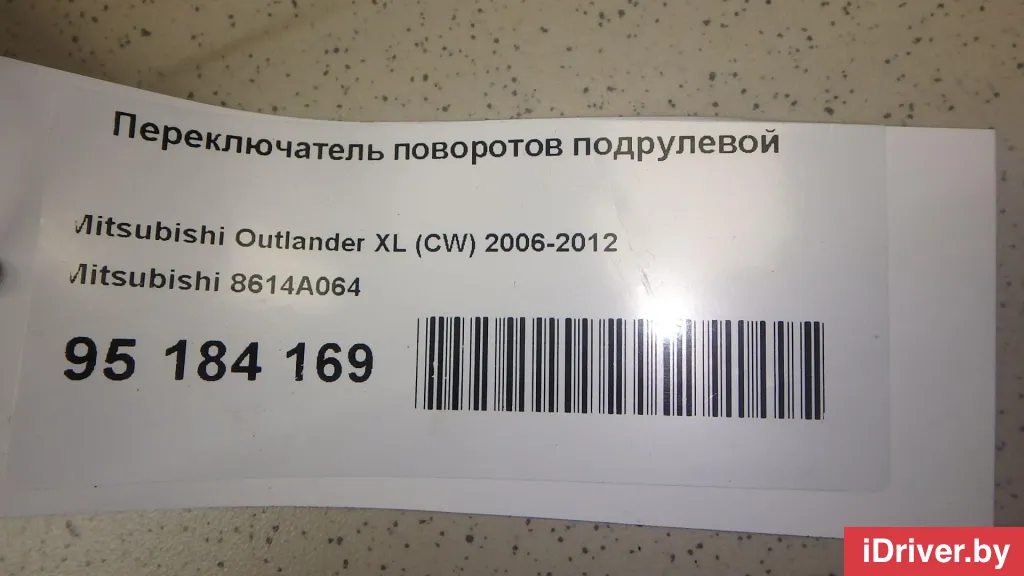 Переключатель поворотов подрулевой
Mitsubishi Outlander XL (CW) 2006-2012
Mitsubishi 8614A064
95 184 169
iDriver.by